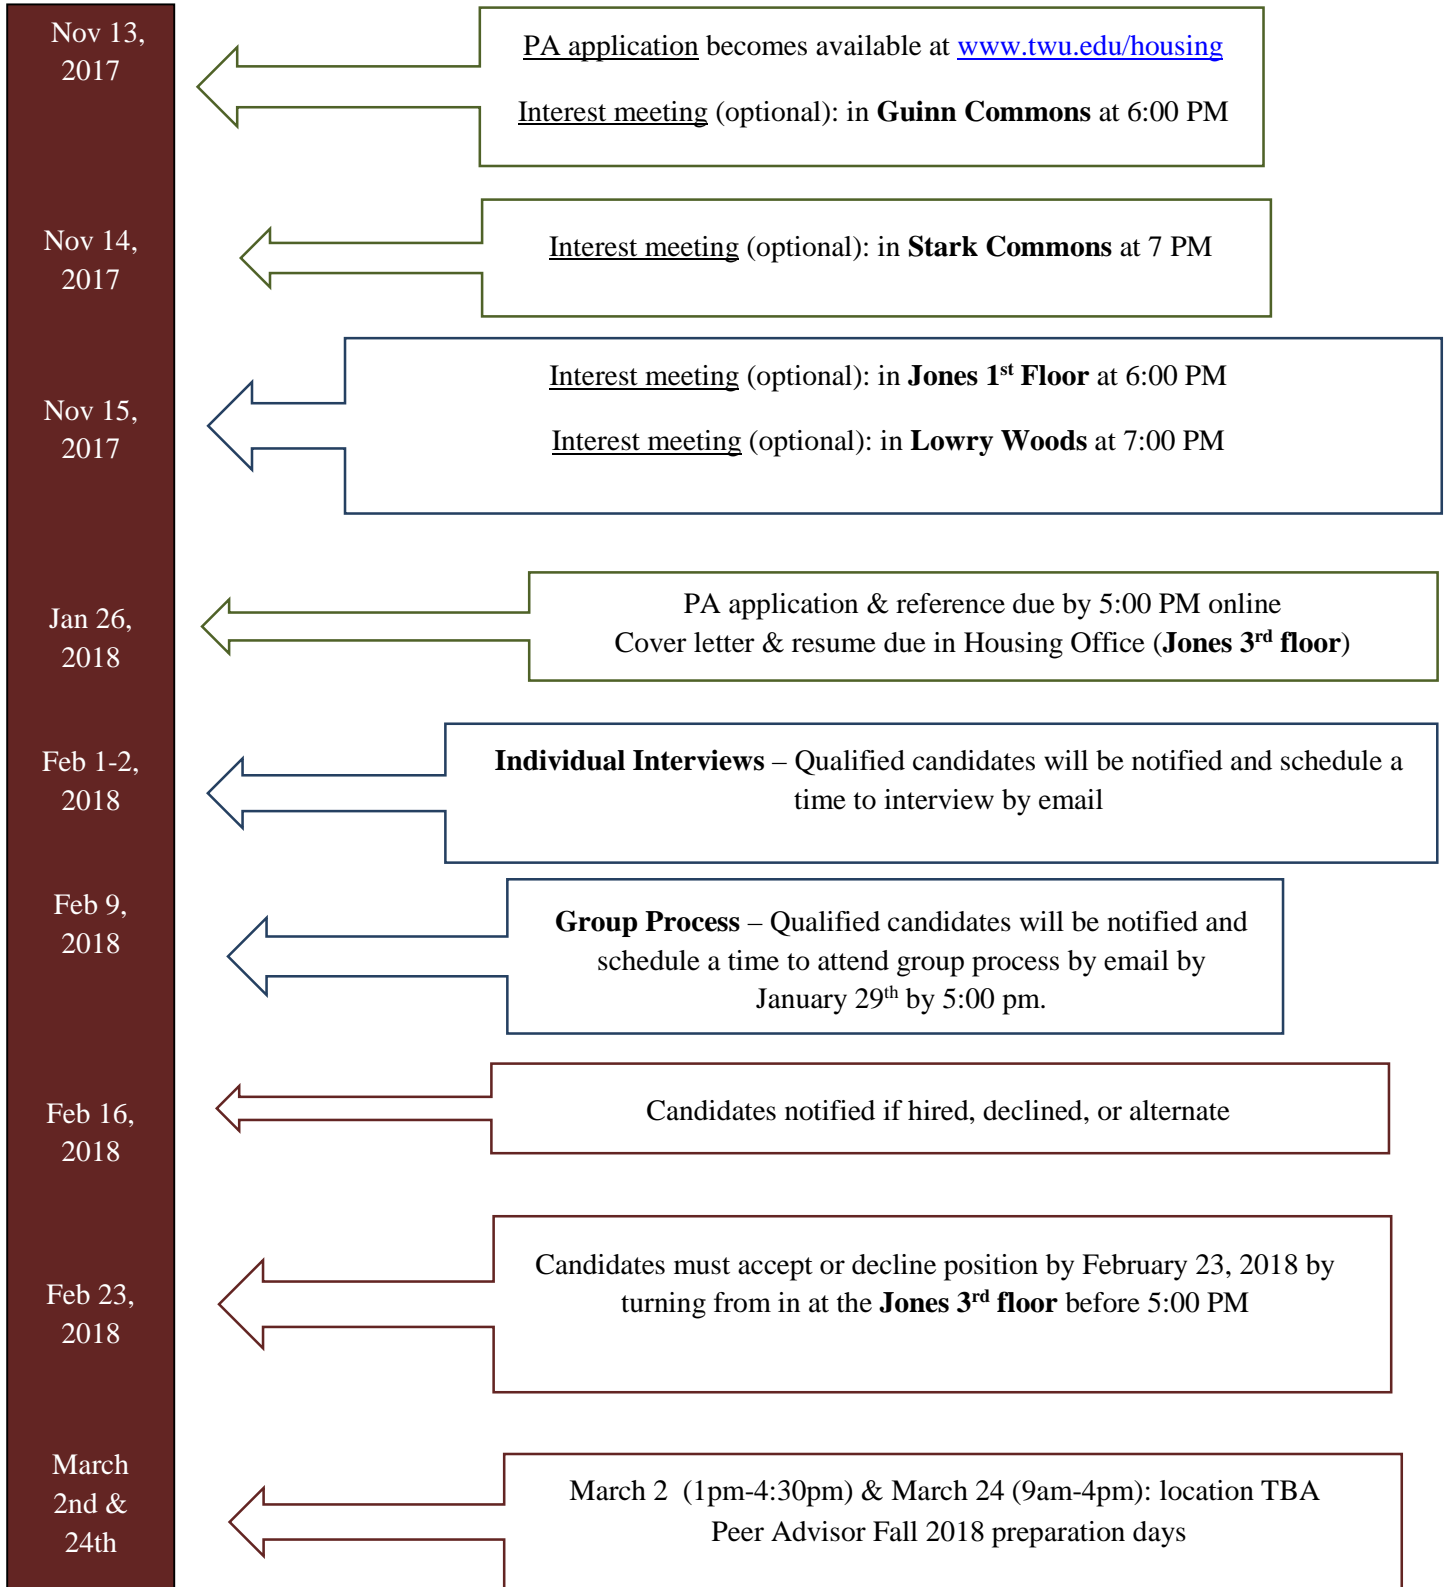 Nov 13,
2017
PA application becomes available at www.twu.edu/housing
Interest meeting (optional): in Guinn Commons at 6:00 PM
Nov 14,
2017
Interest meeting (optional): in Stark Commons at 7 PM
Nov 15,
2017
Interest meeting (optional): in Jones 1st Floor at 6:00 PM
Interest meeting (optional): in Lowry Woods at 7:00 PM
Jan 26,
2018
PA application & reference due by 5:00 PM online
Cover letter & resume due in Housing Office (Jones 3rd floor)
Feb 1-2,
2018
Individual Interviews – Qualified candidates will be notified and schedule a
time to interview by email
Feb 9,
2018
Group Process – Qualified candidates will be notified and
schedule a time to attend group process by email by
January 29th by 5:00 pm.
Feb 16,
2018
Candidates notified if hired, declined, or alternate
Feb 23,
2018
Candidates must accept or decline position by February 23, 2018 by
turning from in at the Jones 3rd floor before 5:00 PM
March
2nd &
24th
March 2 (1pm-4:30pm) & March 24 (9am-4pm): location TBA
Peer Advisor Fall 2018 preparation days